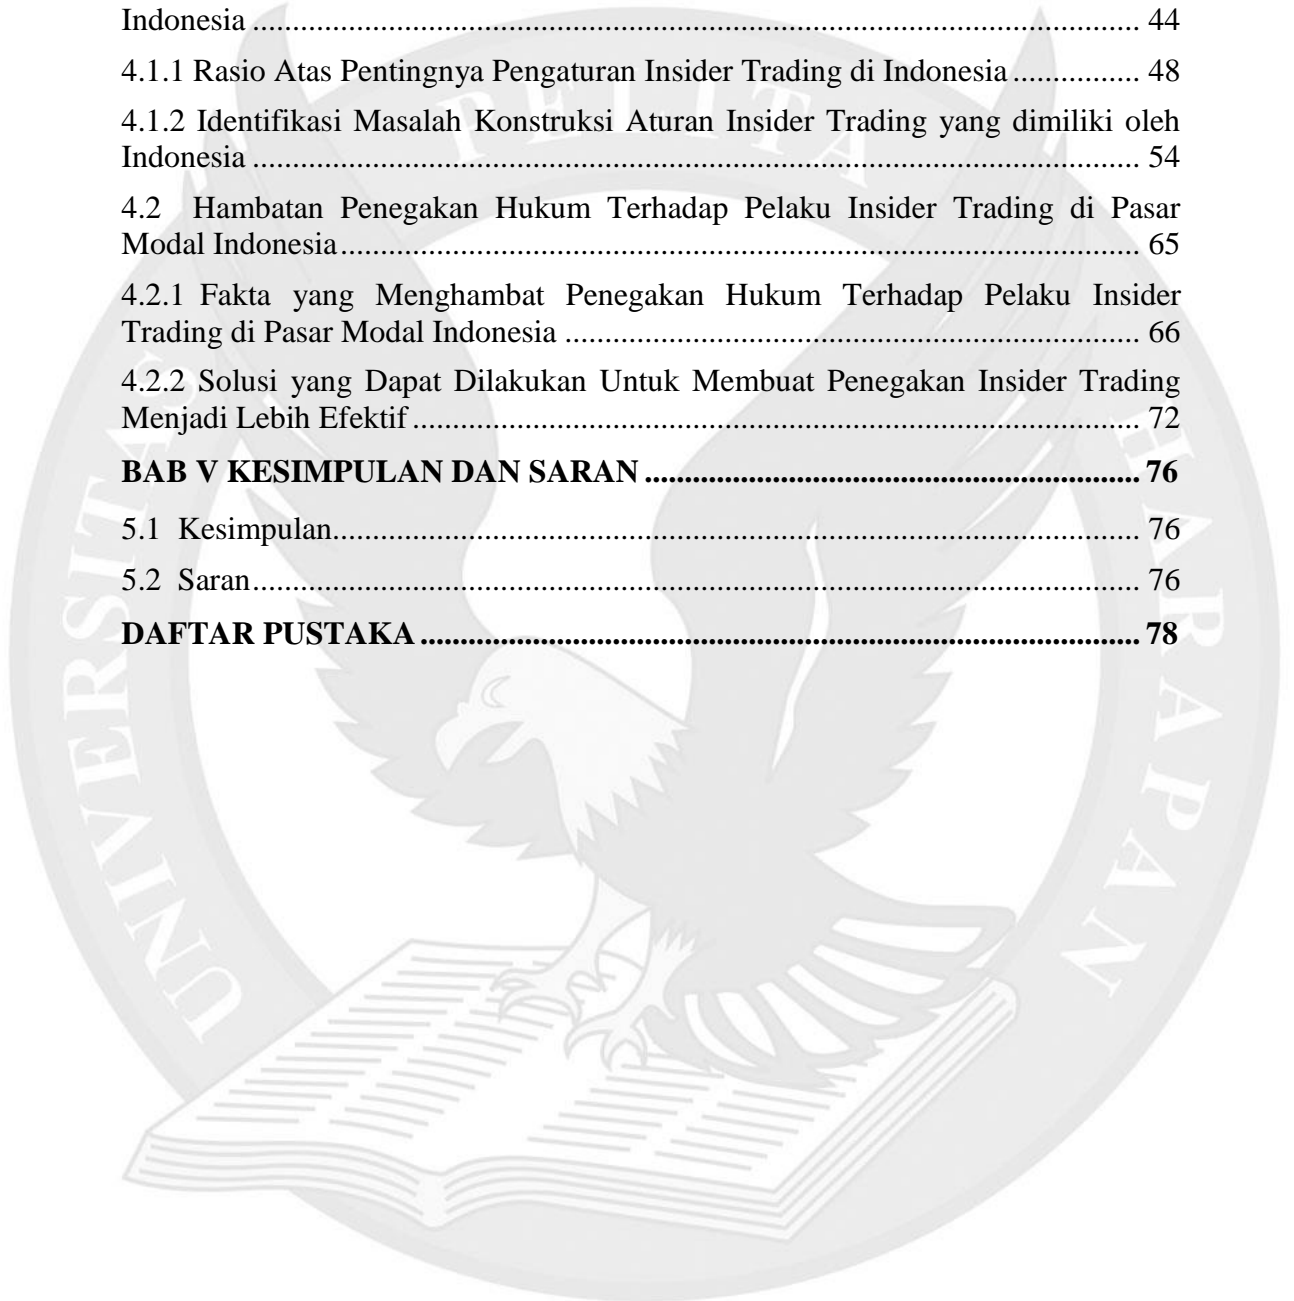 Indonesia ........................................................................................................ 44
4.1.1 Rasio Atas Pentingnya Pengaturan Insider Trading di Indonesia ................ 48
4.1.2 Identifikasi Masalah Konstruksi Aturan Insider Trading yang dimiliki oleh
Indonesia ........................................................................................................ 54
4.2 Hambatan Penegakan Hukum Terhadap Pelaku Insider Trading di Pasar
Modal Indonesia ............................................................................................. 65
4.2.1 Fakta yang Menghambat Penegakan Hukum Terhadap Pelaku Insider
Trading di Pasar Modal Indonesia .................................................................. 66
4.2.2 Solusi yang Dapat Dilakukan Untuk Membuat Penegakan Insider Trading
Menjadi Lebih Efektif ..................................................................................... 72
BAB V KESIMPULAN DAN SARAN .......................................................... 76
5.1 Kesimpulan ............................................................................................... 76
5.2 Saran ......................................................................................................... 76
DAFTAR PUSTAKA ..................................................................................... 78
UNIVERSITAS PELITA HARAPAN